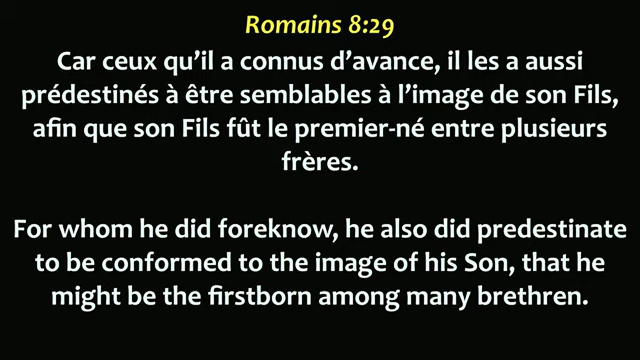 Romains 8:29
Car ceux qu’il a connus d’avance, il les a aussi
prédestinés à être semblables à l’image de son Fils,
afin que son Fils fût le premier-né entre plusieurs
frères.
For whom he did foreknow, he also did predestinate
to be conformed to the image of his Son, that he
might be the firstborn among many brethren.